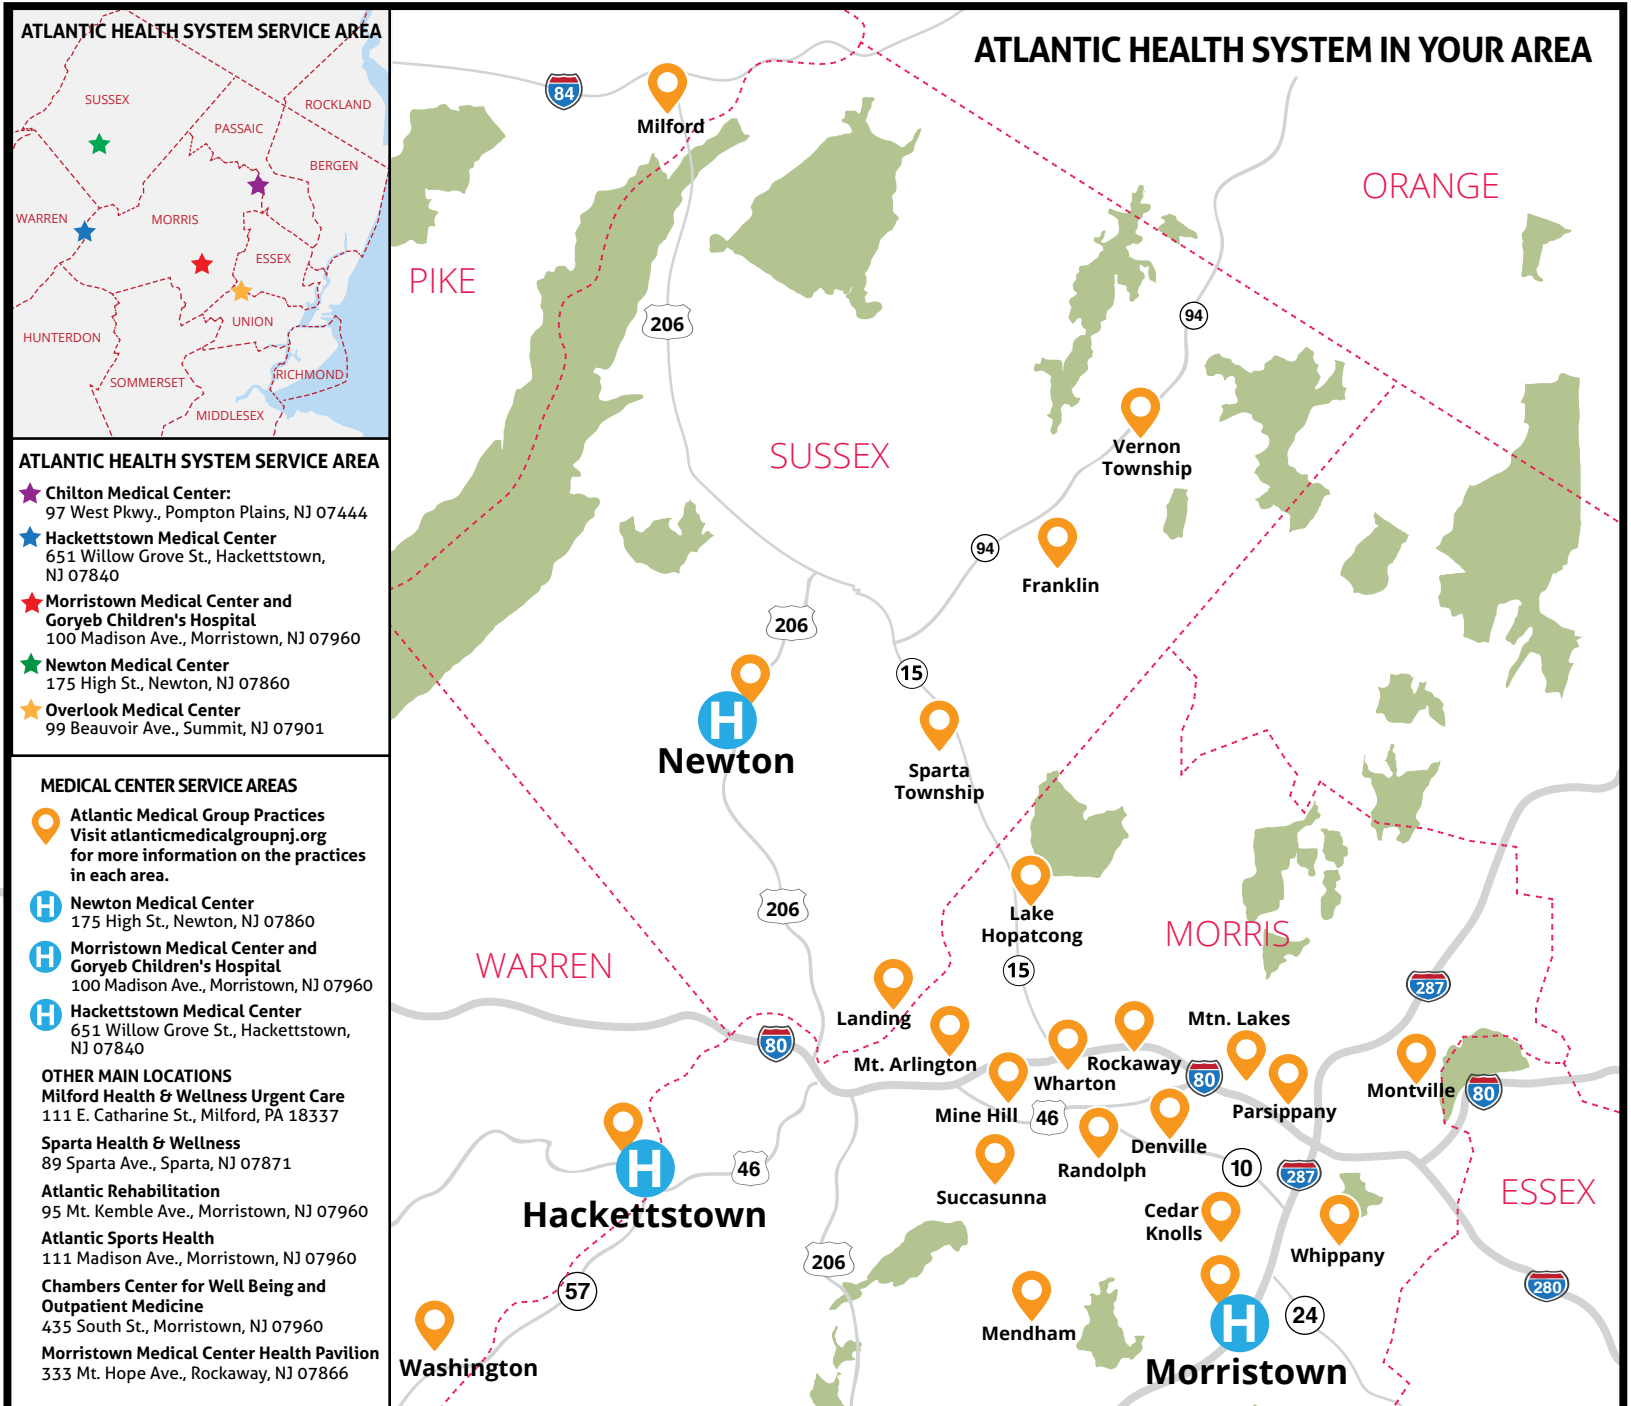 ATLANTIC HEALTH SYSTEM SERVICE AREA
SUSSEX
ROCKLAND
PASSAIC
BERGEN
WARREN
MORRIS
ESSEX
UNION
HUNTERDON
RICHMOND
SOMMERSET
MIDDLESEX
ATLANTIC HEALTH SYSTEM SERVICE AREA
Chilton Medical Center:
97 West Pkwy., Pompton Plains, NJ 07444
Hackettstown Medical Center
651 Willow Grove St., Hackettstown,
NJ 07840
Morristown Medical Center and
Goryeb Children's Hospital
100 Madison Ave., Morristown, NJ 07960
Newton Medical Center
175 High St., Newton, NJ 07860
Overlook Medical Center
99 Beauvoir Ave., Summit, NJ 07901
MEDICAL CENTER SERVICE AREAS
Atlantic Medical Group Practices
Visit atlanticmedicalgroupnj.org
for more information on the practices
in each area.
H
Newton Medical Center
175 High St., Newton, NJ 07860
H
Morristown Medical Center and
Goryeb Children's Hospital
100 Madison Ave., Morristown, NJ 07960
H
Hackettstown Medical Center
651 Willow Grove St., Hackettstown,
NJ 07840
OTHER MAIN LOCATIONS
Milford Health & Wellness Urgent Care
111 E. Catharine St., Milford, PA 18337
Sparta Health & Wellness
89 Sparta Ave., Sparta, NJ 07871
Atlantic Rehabilitation
95 Mt. Kemble Ave., Morristown, NJ 07960
Atlantic Sports Health
111 Madison Ave., Morristown, NJ 07960
Chambers Center for Well Being and
Outpatient Medicine
435 South St., Morristown, NJ 07960
Morristown Medical Center Health Pavilion
333 Mt. Hope Ave., Rockaway, NJ 07866
ATLANTIC HEALTH SYSTEM IN YOUR AREA
84
Milford
ORANGE
PIKE
206
94
SUSSEX
Vernon
Township
94
Franklin
206
15
H
Newton
Sparta
Township
206
Lake
Hopatcong
MORRIS
WARREN
15
287
Landing
Mtn. Lakes
80
Mt. Arlington
Rockaway
Wharton
80
Montville
80
Mine Hill
46
Parsippany
Denville
Randolph
H
46
10
287
Succasunna
ESSEX
Hackettstown
Cedar
Knolls
Whippany
206
57
280
24
H
Mendham
Washington
Morristown